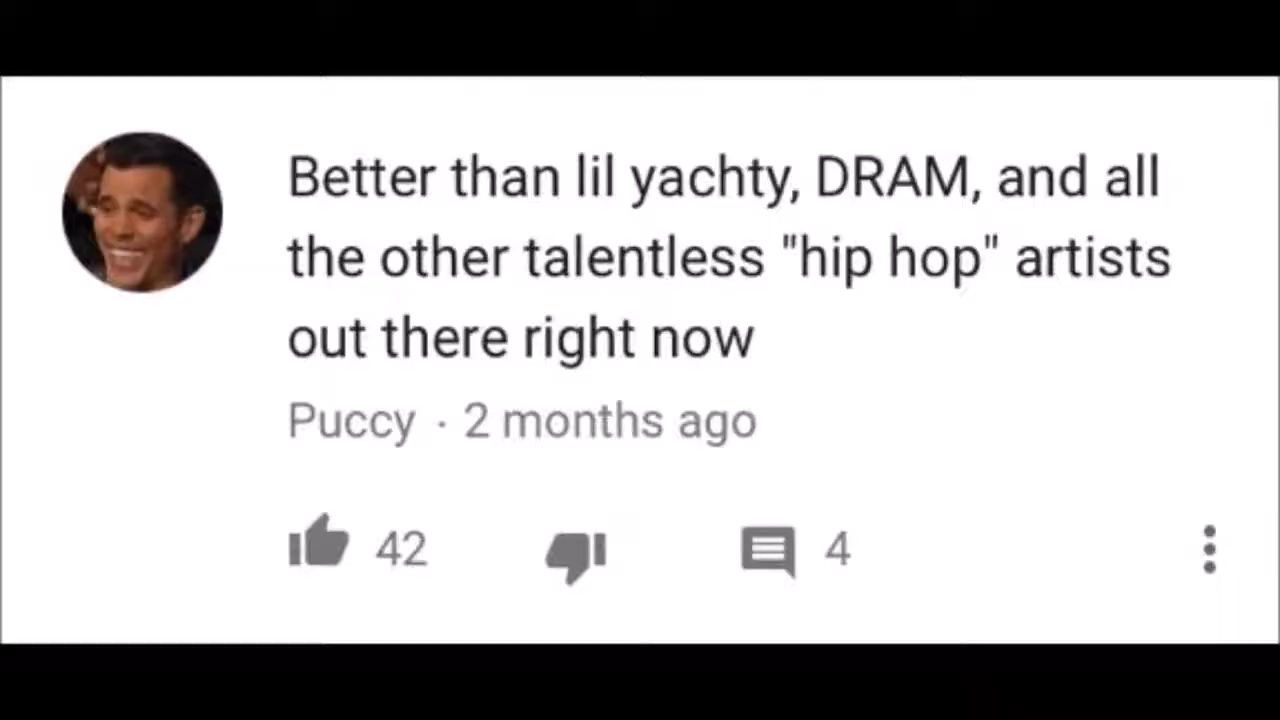 Better than lil yachty, DRAM, and all
the other talentless "hip hop" artists
out there right now
Puccy · 2 months ago
42 4